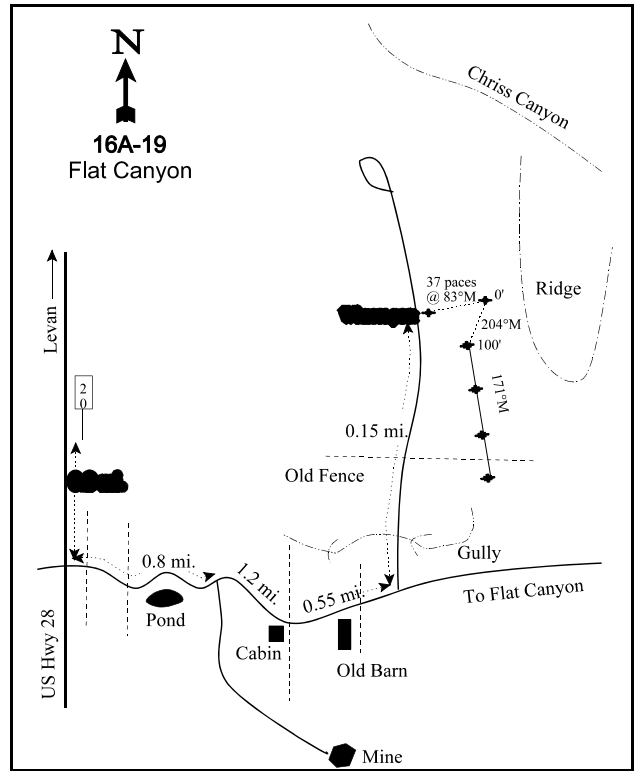 N
16A-19
Flat Canyon
Chriss Canyon
Ridge
37 paces
@ 83°M
0'
204°M
100'
171°M
Levan
20
0.15 mi.
Old Fence
Gully
0.8 mi.
1.2 mi.
0.55 mi.
To Flat Canyon
Pond
Cabin
Old Barn
US Hwy 28
Mine